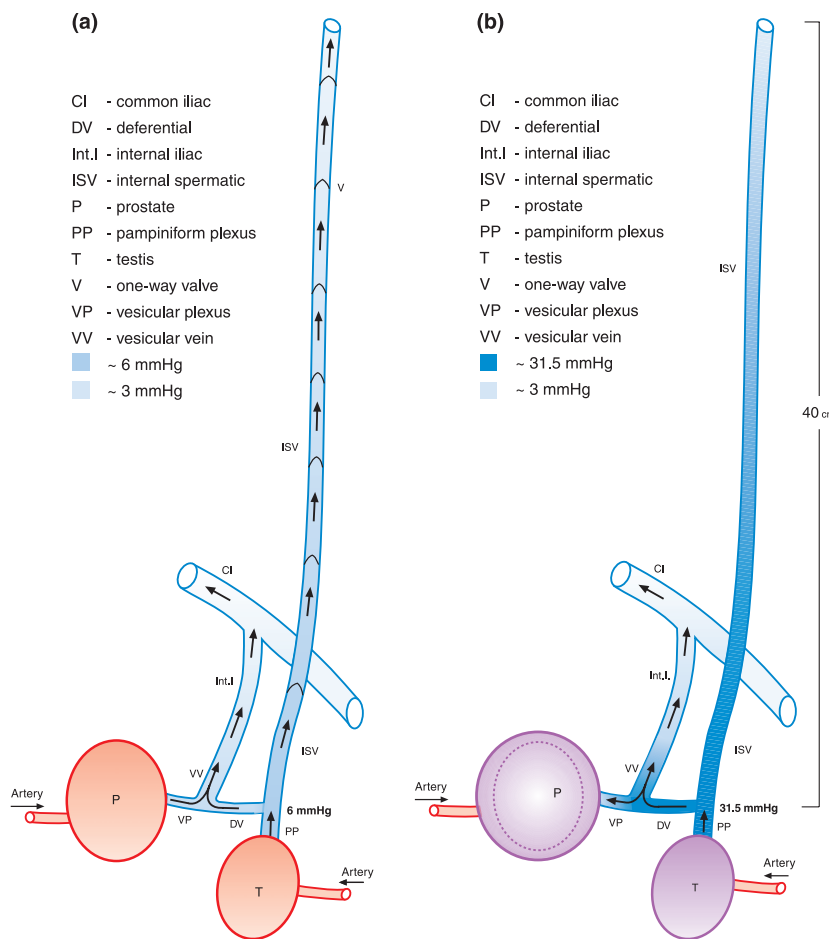 (a)
CI - common iliac
DV - deferential
Int.I - internal iliac
ISV - internal spermatic
P - prostate
PP - pampiniform plexus
T - testis
V - one-way valve
VP - vesicular plexus
VV - vesicular vein
~ 6 mmHg
~ 3 mmHg
V
ISV
CI
Int.I
ISV
Artery
P
VV
VP
DV
6 mmHg
PP
T
Artery
(b)
CI - common iliac
DV - deferential
Int.I - internal iliac
ISV - internal spermatic
P - prostate
PP - pampiniform plexus
T - testis
V - one-way valve
VP - vesicular plexus
VV - vesicular vein
~ 31.5 mmHg
~ 3 mmHg
ISV
40 cm
CI
Int.I.
ISV
Artery
P
VV
VP
DV
31.5 mmHg
PP
T
Artery